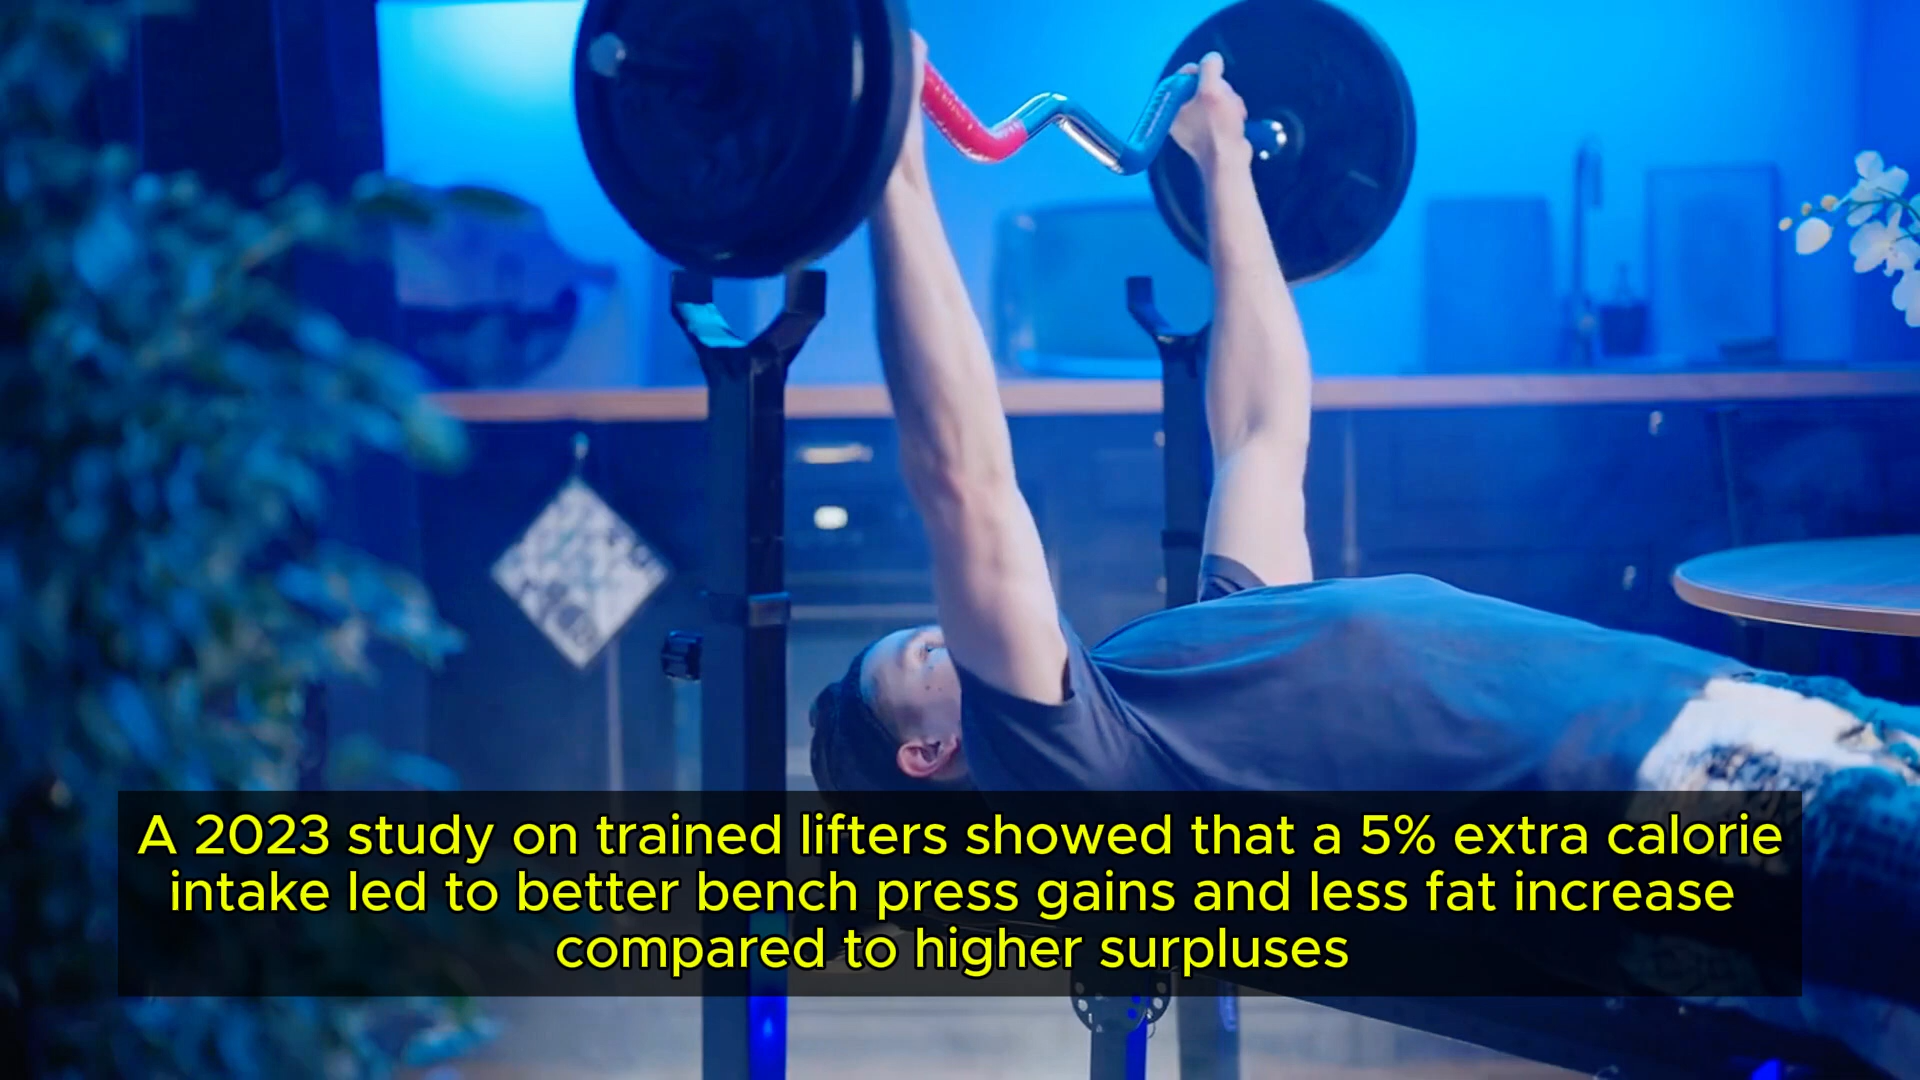 A 2023 study on trained lifters showed that a 5% extra calorie
intake led to better bench press gains and less fat increase
compared to higher surpluses